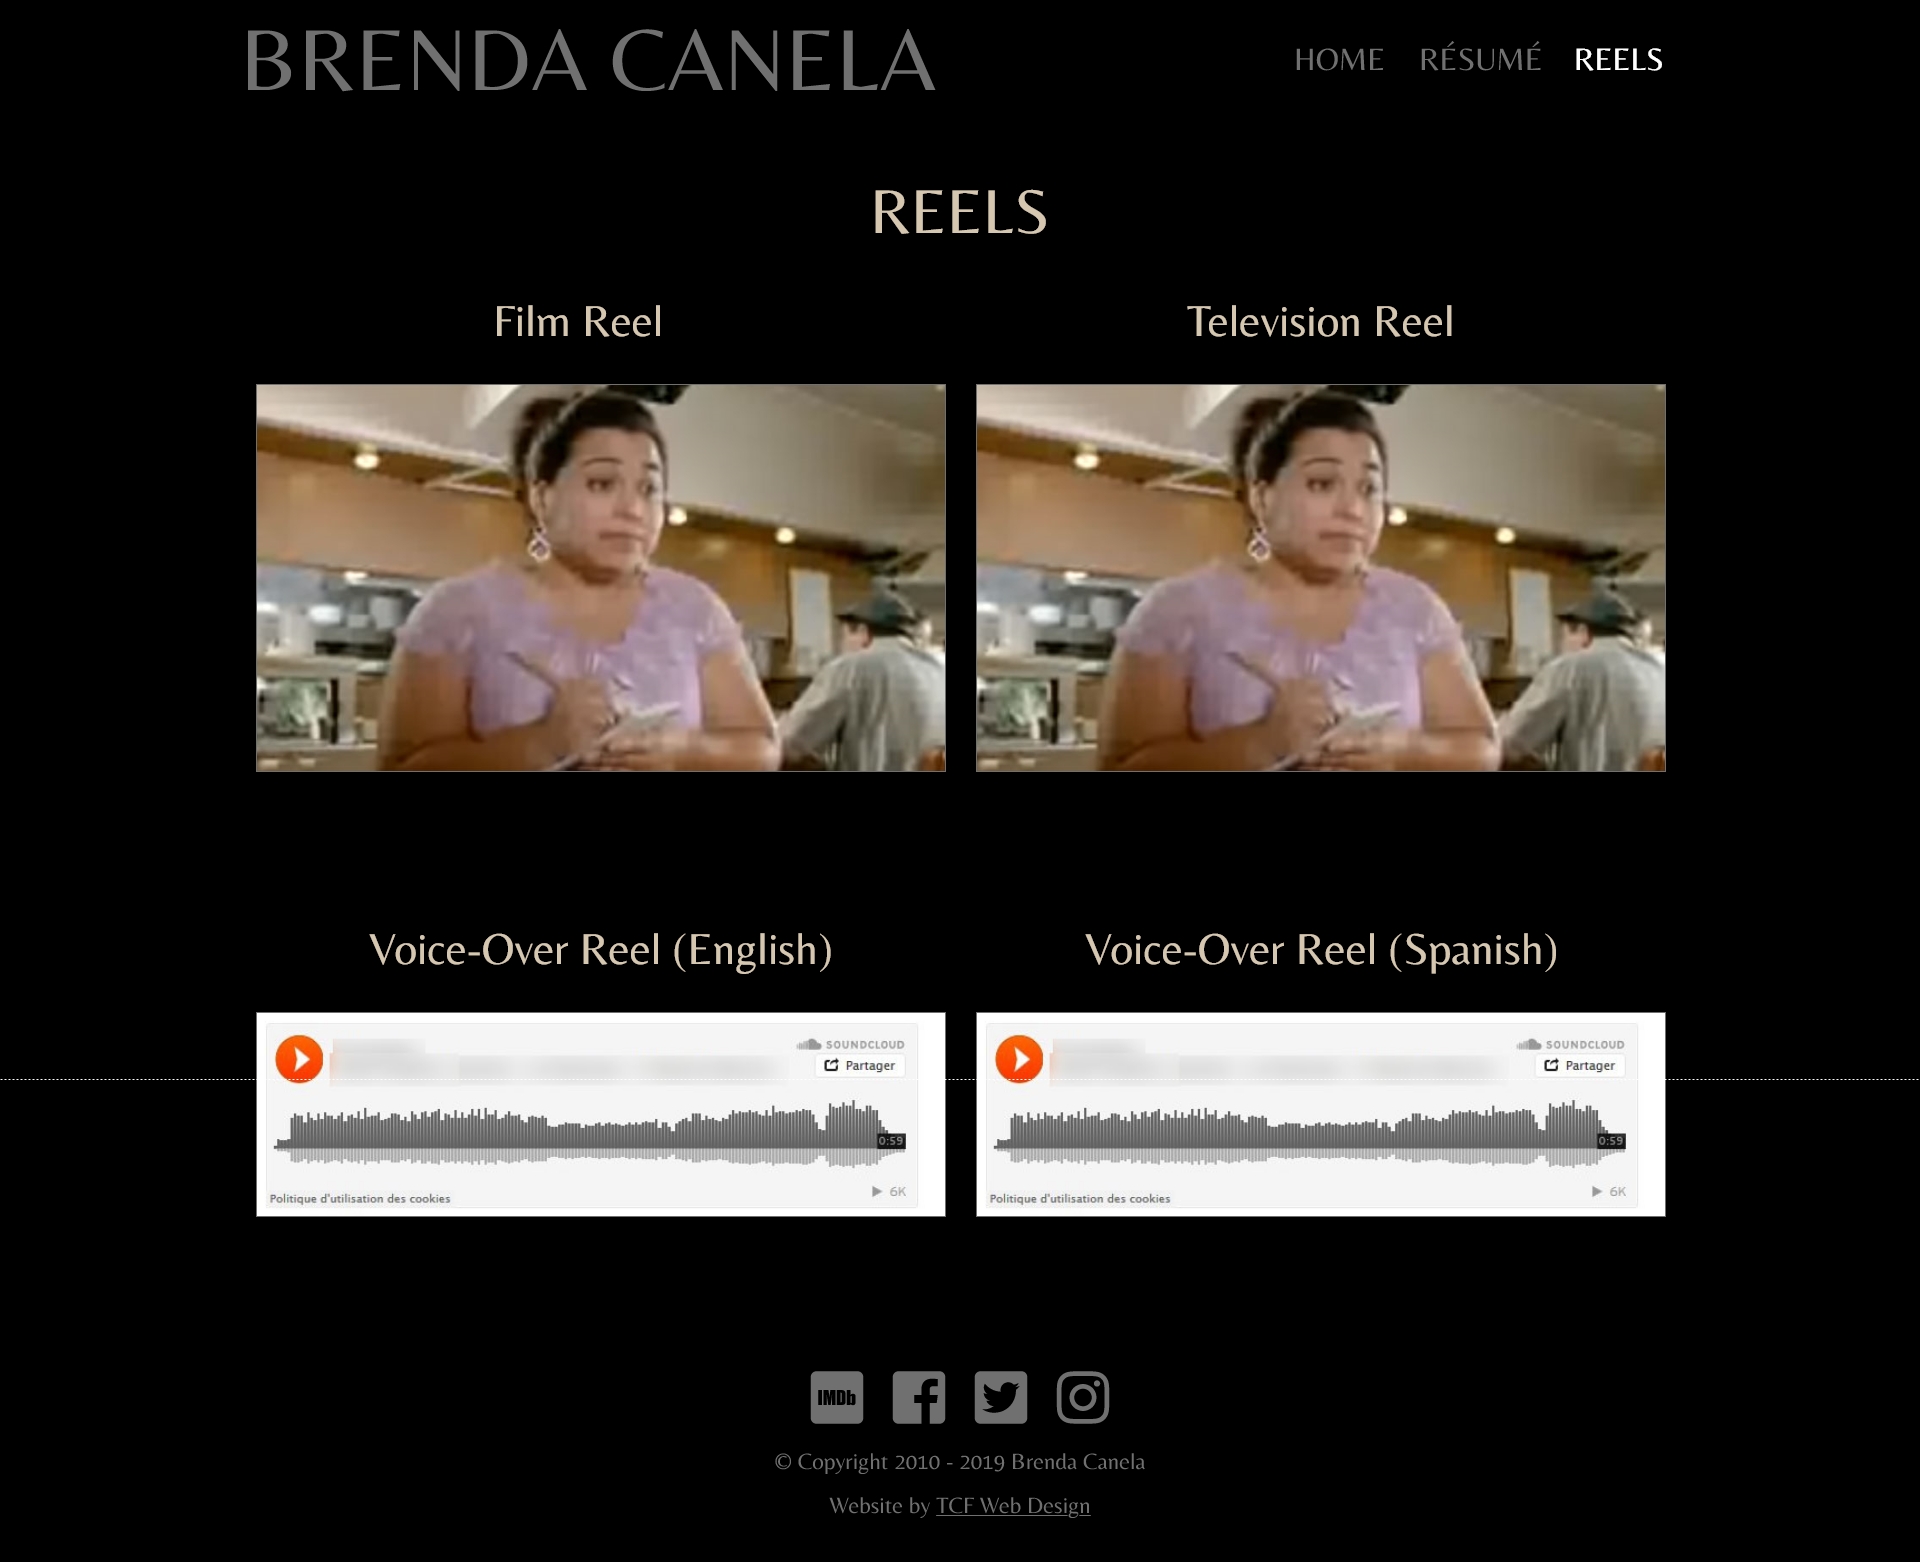 BRENDA CANELA
HOME RÉSUMÉ REELS
REELS
Film Reel
Television Reel
Voice-Over Reel (English)
Voice-Over Reel (Spanish)
SOUNDCLOUD
Partager
0:59
6K
Politique d'utilisation des cookies
SOUNDCLOUD
Partager
0:59
6K
Politique d'utilisation des cookies
IMDb
© Copyright 2010 - 2019 Brenda Canela
Website by TCF Web Design